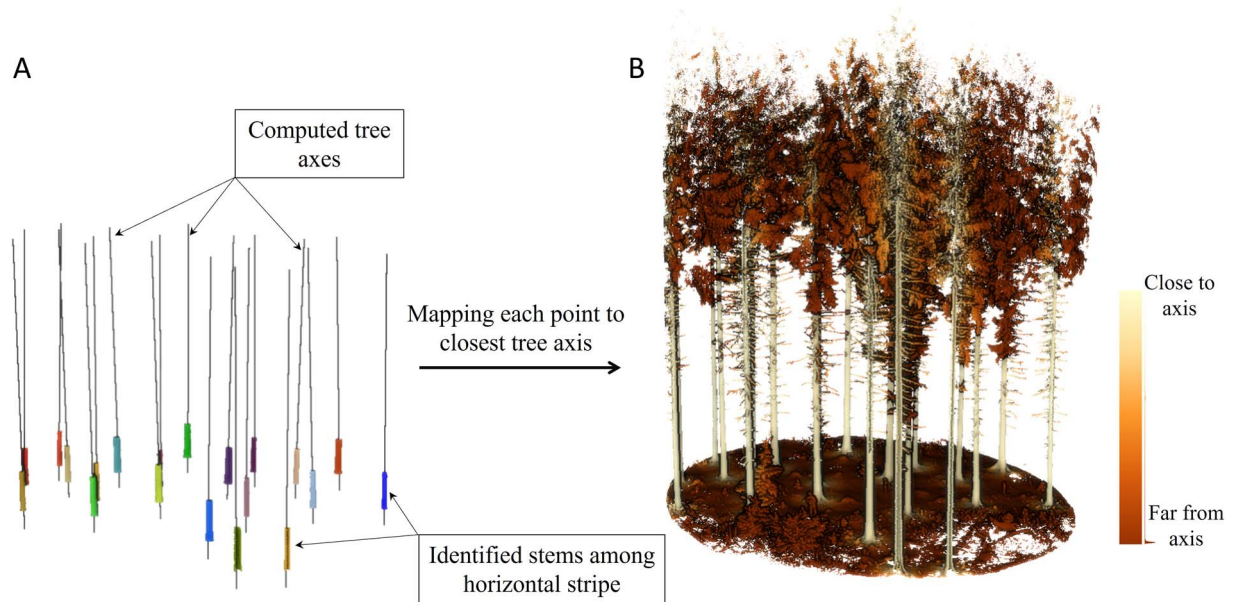 A
B
Computed tree
axes
Mapping each point to
closest tree axis
Close to
axis
Far from
axis
Identified stems among
horizontal stripe